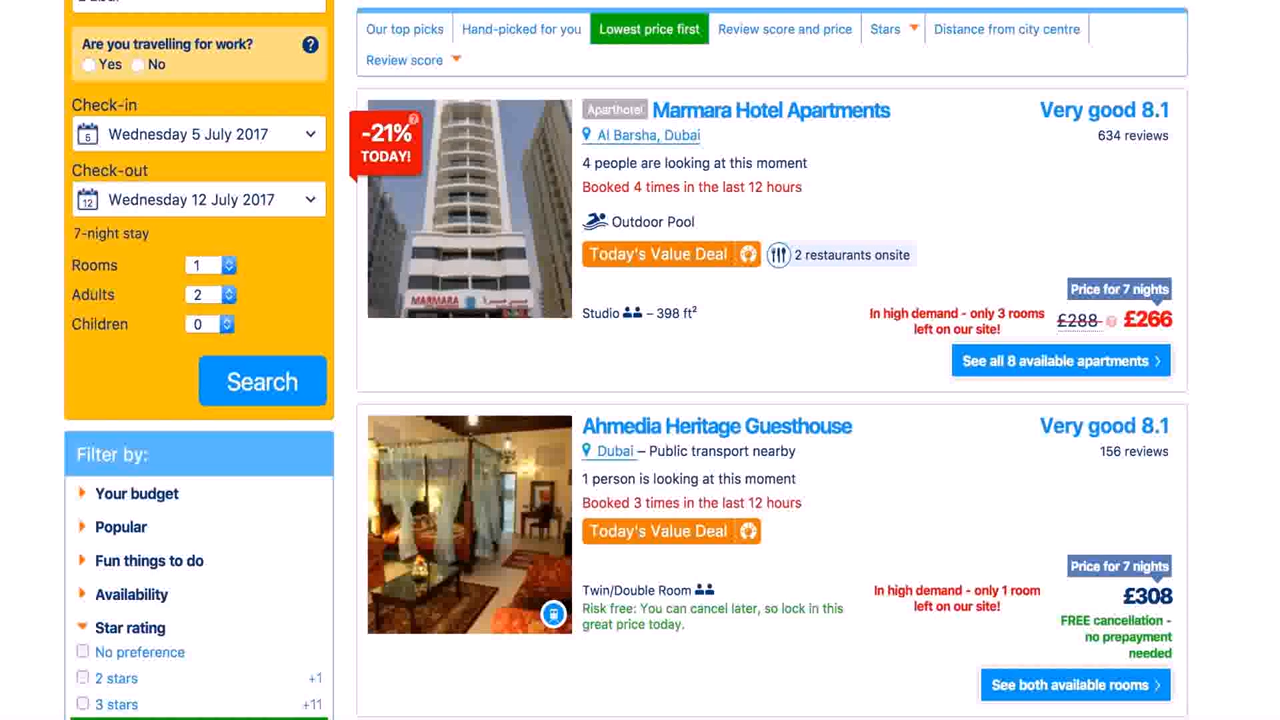 Are you travelling for work?
Yes No
Check-in
5 Wednesday 5 July 2017
Check-out
12 Wednesday 12 July 2017
7-night stay
Rooms 1
Adults 2
Children 0
Search
Filter by:
Your budget
Popular
Fun things to do
Availability
Star rating
No preference
2 stars +1
3 stars +11
Our top picks Hand-picked for you Lowest price first Review score and price Stars Distance from city centre
Review score
-21%
TODAY!
MARMARA
Aparthotel Marmara Hotel Apartments Very good 8.1
Al Barsha, Dubai 634 reviews
4 people are looking at this moment
Booked 4 times in the last 12 hours
Outdoor Pool
Today's Value Deal 2 restaurants onsite
Price for 7 nights
Studio – 398 ft² In high demand - only 3 rooms left on our site! £288 £266
See all 8 available apartments
Ahmedia Heritage Guesthouse Very good 8.1
Dubai – Public transport nearby 156 reviews
1 person is looking at this moment
Booked 3 times in the last 12 hours
Today's Value Deal
Price for 7 nights
Twin/Double Room In high demand - only 1 room left on our site! £308
Risk free: You can cancel later, so lock in this
great price today.
FREE cancellation -
no prepayment
needed
See both available rooms